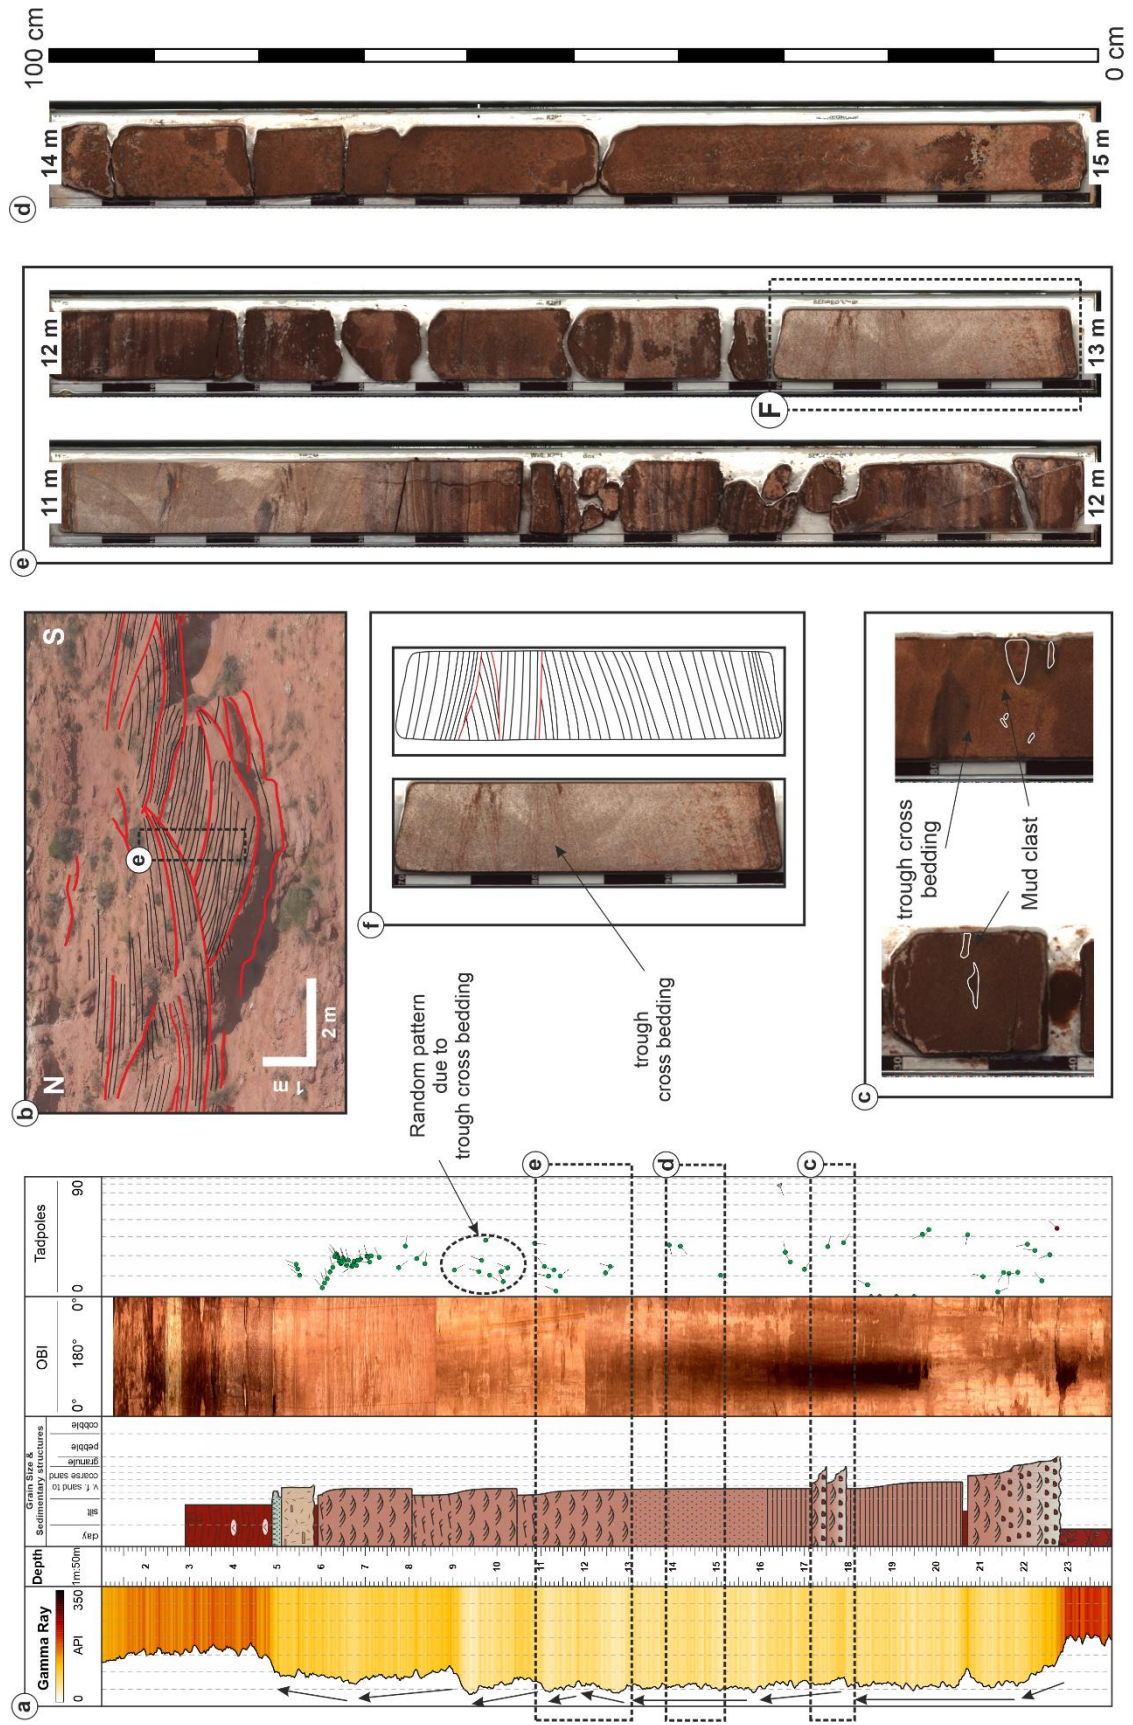 a
Gamma Ray
0
API
350
Depth
1m:50m
Grain Size &
Sedimentary structures
clay
silt
v. f. sand to
coarse sand
granule
pebble
cobble
OBI
0°
180°
0°
Tadpoles
0
90
2
3
4
5
6
7
8
9
10
11
12
13
14
15
16
17
18
19
20
21
22
23
e
d
c
Random pattern
due to
trough cross bedding
b
N
S
e
1m
2 m
f
trough
cross bedding
c
trough cross
bedding
Mud clast
e
11 m
12 m
12 m
13 m
F
d
14 m
15 m
100 cm
0 cm